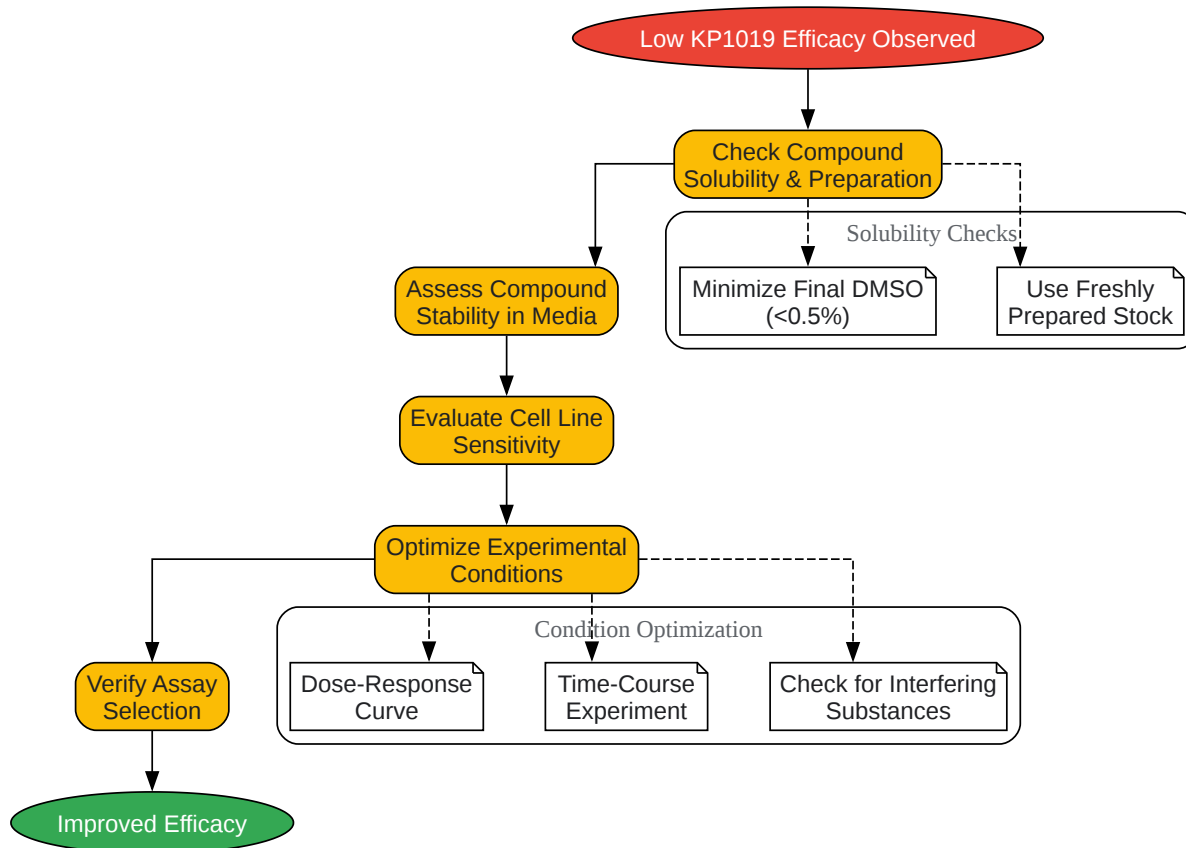 Low KP1019 Efficacy Observed
Check Compound
Solubility & Preparation
Solubility Checks
Assess Compound
Stability in Media
Minimize Final DMSO
(<0.5%)
Use Freshly
Prepared Stock
Evaluate Cell Line
Sensitivity
Optimize Experimental
Conditions
Condition Optimization
Verify Assay
Selection
Dose-Response
Curve
Time-Course
Experiment
Check for Interfering
Substances
Improved Efficacy